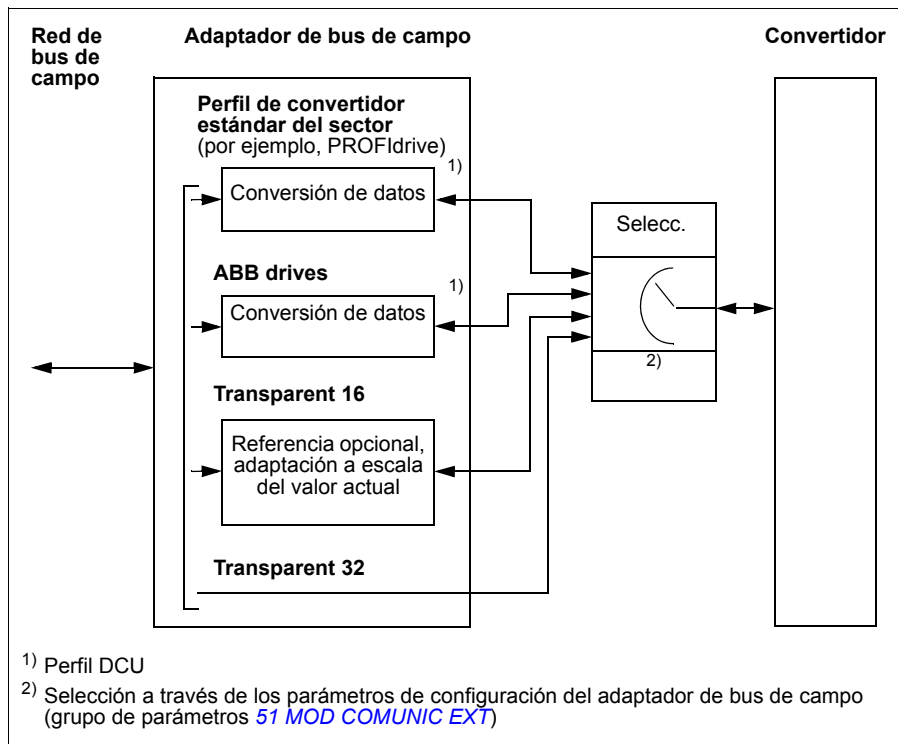 Red de
bus de
campo
Adaptador de bus de campo
Convertidor
Perfil de convertidor
estándar del sector
(por ejemplo, PROFIdrive)
1)
Conversión de datos
Selecc.
ABB drives
1)
Conversión de datos
2)
Transparent 16
Referencia opcional,
adaptación a escala
del valor actual
Transparent 32
1) Perfil DCU
2) Selección a través de los parámetros de configuración del adaptador de bus de campo
(grupo de parámetros 51 MOD COMUNIC EXT)